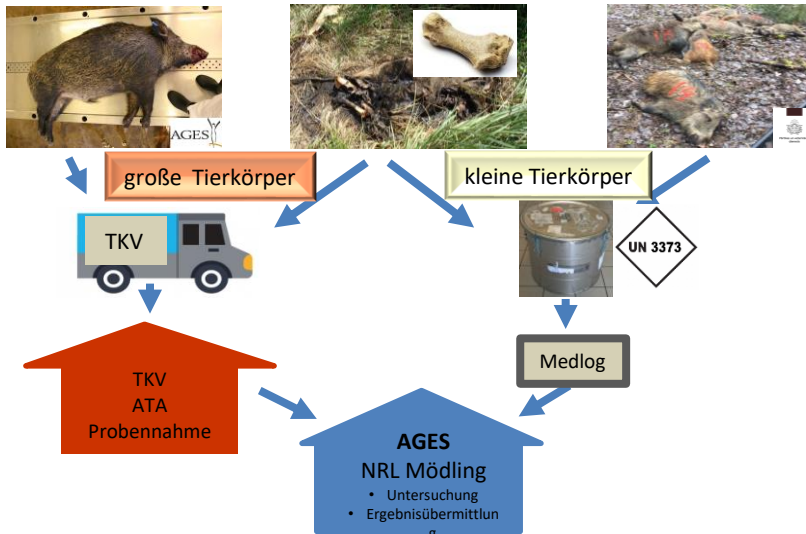 AGES
große Tierkörper
kleine Tierkörper
TKV
UN 3373
Medlog
TKV
ATA
Probennahme
AGES
NRL Mödling
• Untersuchung
• Ergebnisübermittlun
g